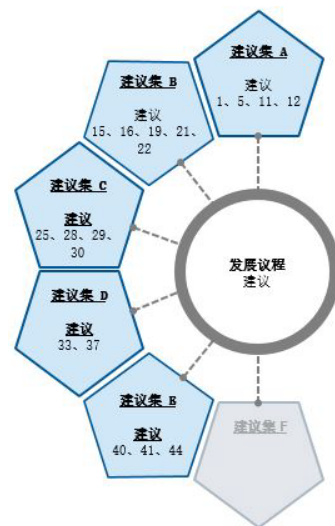 建议集 A
建议
1、5、11、12
建议集 B
建议
15、16、19、21、
22
建议集 C
建议
25、28、29、
30
建议集 D
建议
33、37
建议集 E
建议
40、41、44
建议集 F
发展议程
建议